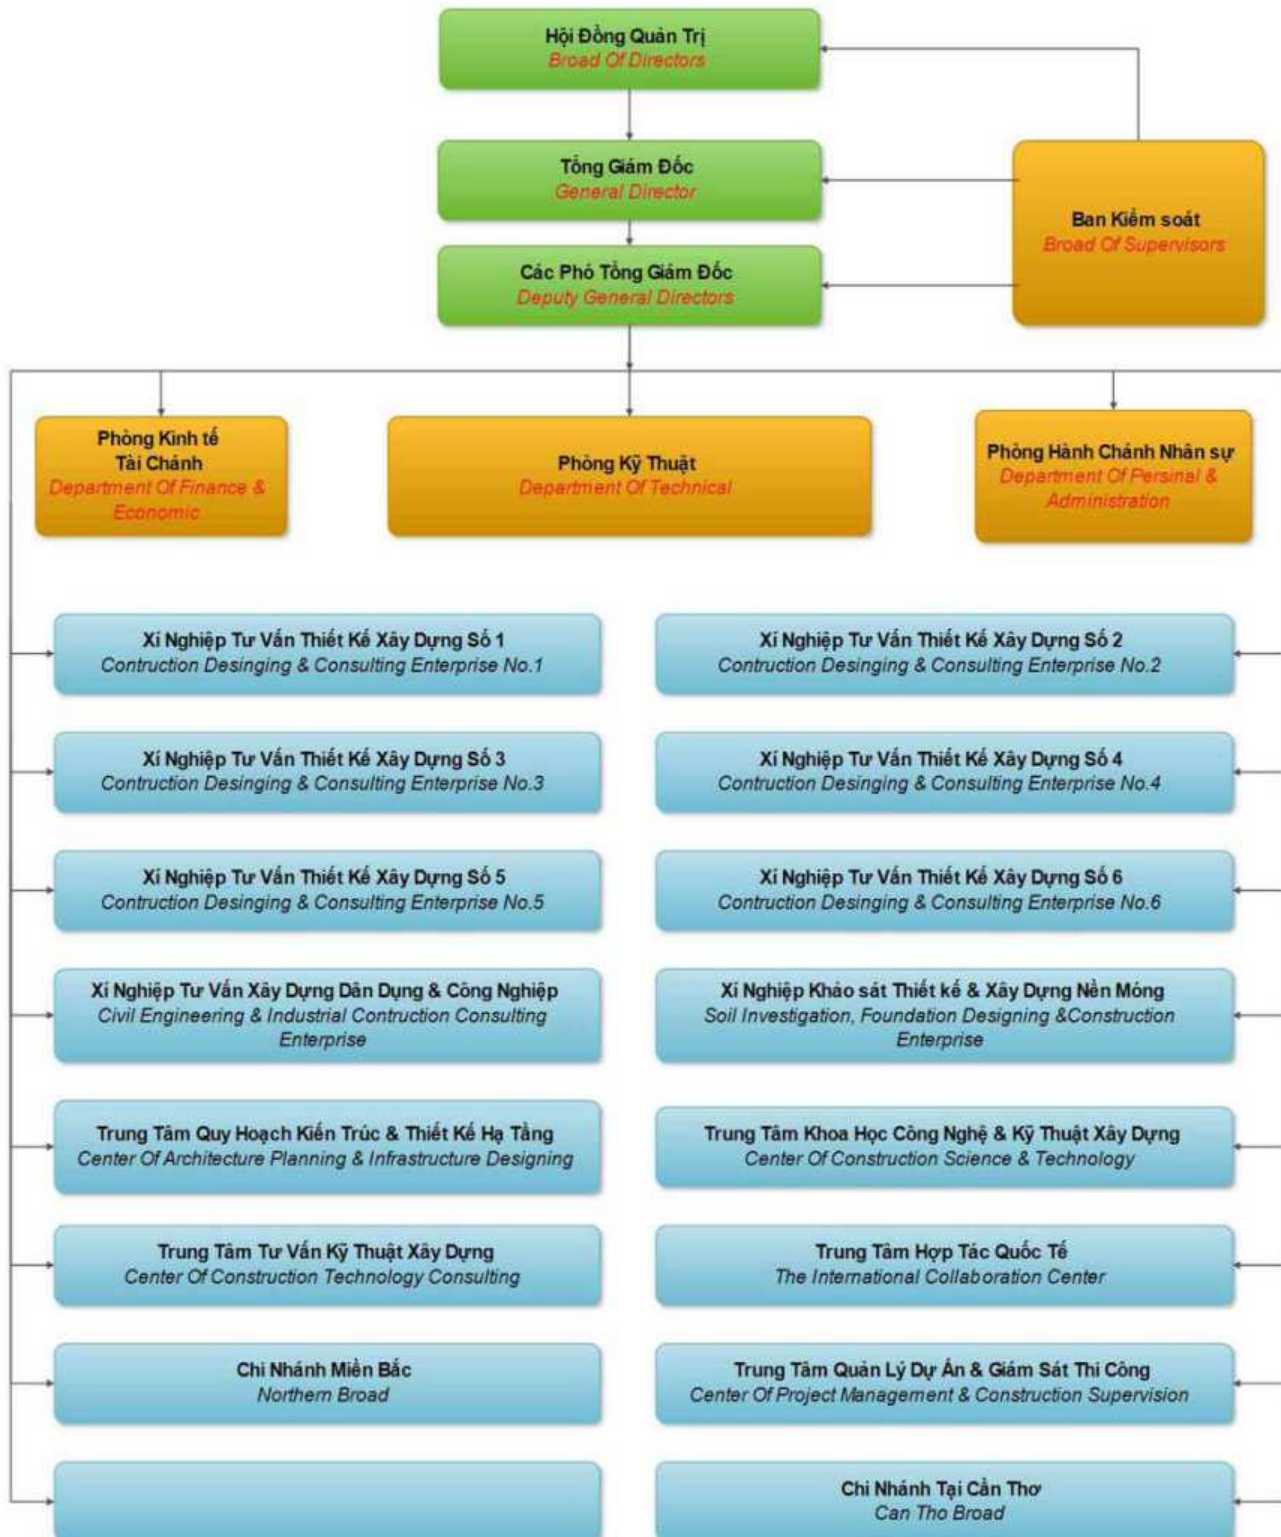 Hội Đồng Quản Trị
Broad Of Directors
Tổng Giám Đốc
General Director
Ban Kiểm soát
Broad Of Supervisors
Các Phó Tổng Giám Đốc
Deputy General Directors
Phòng Kinh tế
Tài Chánh
Department Of Finance &
Economic
Phòng Kỹ Thuật
Department Of Technical
Phòng Hành Chánh Nhân sự
Department Of Persinal &
Administration
Xí Nghiệp Tư Vấn Thiết Kế Xây Dựng Số 1
Contruction Desinging & Consulting Enterprise No.1
Xí Nghiệp Tư Vấn Thiết Kế Xây Dựng Số 2
Contruction Desinging & Consulting Enterprise No.2
Xí Nghiệp Tư Vấn Thiết Kế Xây Dựng Số 3
Contruction Desinging & Consulting Enterprise No.3
Xí Nghiệp Tư Vấn Thiết Kế Xây Dựng Số 4
Contruction Desinging & Consulting Enterprise No.4
Xí Nghiệp Tư Vấn Thiết Kế Xây Dựng Số 5
Contruction Desinging & Consulting Enterprise No.5
Xí Nghiệp Tư Vấn Thiết Kế Xây Dựng Số 6
Contruction Desinging & Consulting Enterprise No.6
Xí Nghiệp Tư Vấn Xây Dựng Dân Dụng & Công Nghiệp
Civil Engineering & Industrial Contruction Consulting
Enterprise
Xí Nghiệp Khảo sát Thiết kế & Xây Dựng Nền Móng
Soil Investigation, Foundation Designing &Construction
Enterprise
Trung Tâm Quy Hoạch Kiến Trúc & Thiết Kế Hạ Tầng
Center Of Architecture Planning & Infrastructure Designing
Trung Tâm Khoa Học Công Nghệ & Kỹ Thuật Xây Dựng
Center Of Construction Science & Technology
Trung Tâm Tư Vấn Kỹ Thuật Xây Dựng
Center Of Construction Technology Consulting
Trung Tâm Hợp Tác Quốc Tế
The International Collaboration Center
Chi Nhánh Miền Bắc
Northern Broad
Trung Tâm Quản Lý Dự Án & Giám Sát Thi Công
Center Of Project Management & Construction Supervision
Chi Nhánh Tại Cần Thơ
Can Tho Broad